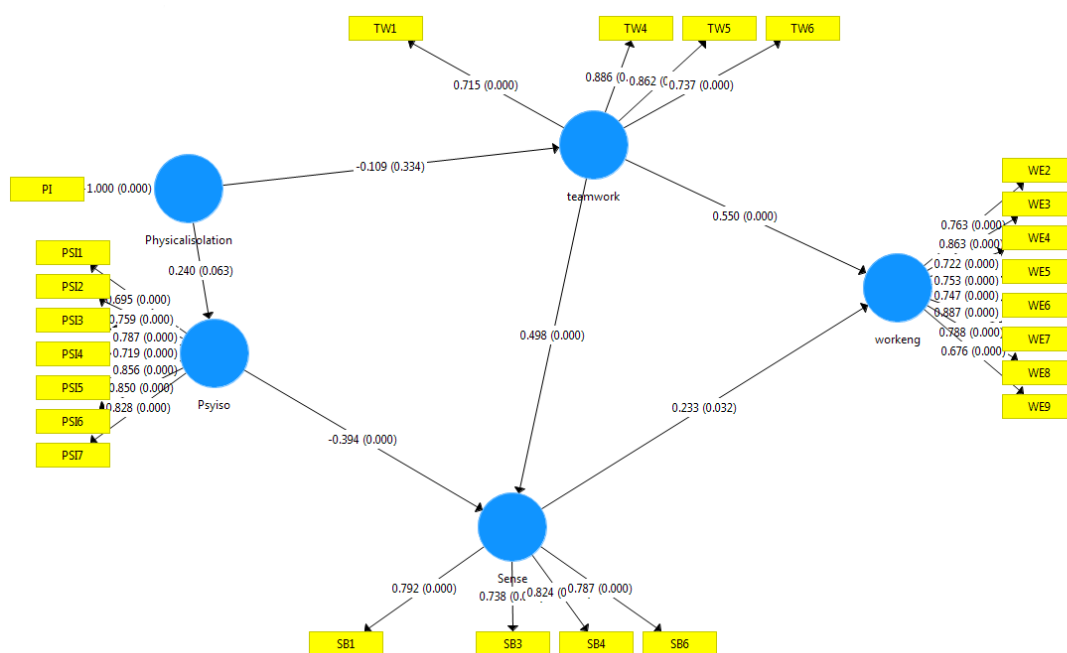 TW1
TW4
TW5
TW6
0.715 (0.000)
0.886 (0.
0.862 (
0.737 (0.000)
PI
1.000 (0.000)
-0.109 (0.334)
teamwork
Physicalisolation
0.240 (0.063)
0.550 (0.000)
WE2
WE3
WE4
WE5
WE6
WE7
WE8
WE9
0.763 (0.000)
0.863 (0.000)
0.722 (0.000)
0.753 (0.000)
0.747 (0.000)
0.887 (0.000)
0.788 (0.000)
0.676 (0.000)
workeng
PSI1
PSI2
PSI3
PSI4
PSI5
PSI6
PSI7
0.695 (0.000)
0.759 (0.000)
0.787 (0.000)
0.719 (0.000)
0.856 (0.000)
0.850 (0.000)
0.828 (0.000)
Psyiso
0.498 (0.000)
-0.394 (0.000)
0.233 (0.032)
Sense
0.792 (0.000)
0.738 (0.
0.824 (
0.787 (0.000)
SB1
SB3
SB4
SB6